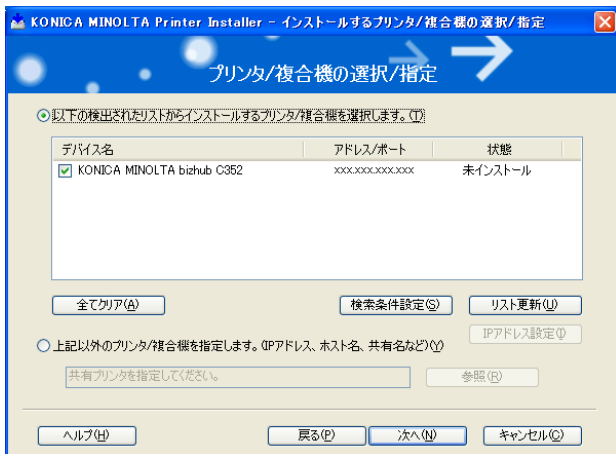 KONICA MINOLTA Printer Installer - インストールするプリンタ/複合機の選択/指定
プリンタ/複合機の選択/指定
以下の検出されたリストからインストールするプリンタ/複合機を選択します。(T)
デバイス名 アドレス/ポート 状態
KONICA MINOLTA bizhub C352 xxx.xxx.xxx.xxx 未インストール
全てクリア(A) 検索条件設定(S) リスト更新(U)
IPアドレス設定(I)
上記以外のプリンタ/複合機を指定します。(IPアドレス、ホスト名、共有名など)(Y)
共有プリンタを指定してください。 参照(R)
ヘルプ(H) 戻る(P) 次へ(N) キャンセル(C)